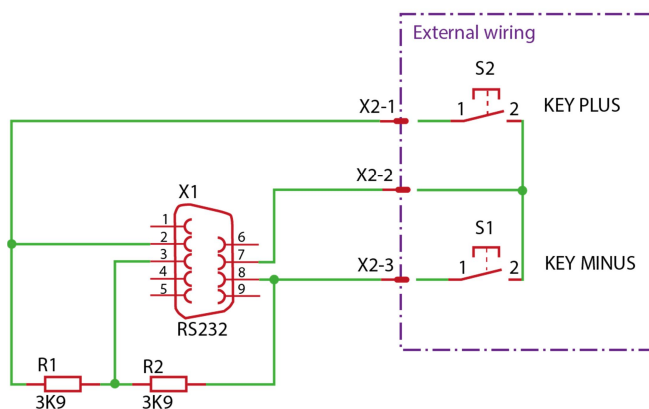 External wiring
S2
X2-1
1
2
KEY PLUS
X2-2
X1
1
2
3
4
5
6
7
8
9
RS232
S1
X2-3
1
2
KEY MINUS
R1
3K9
R2
3K9